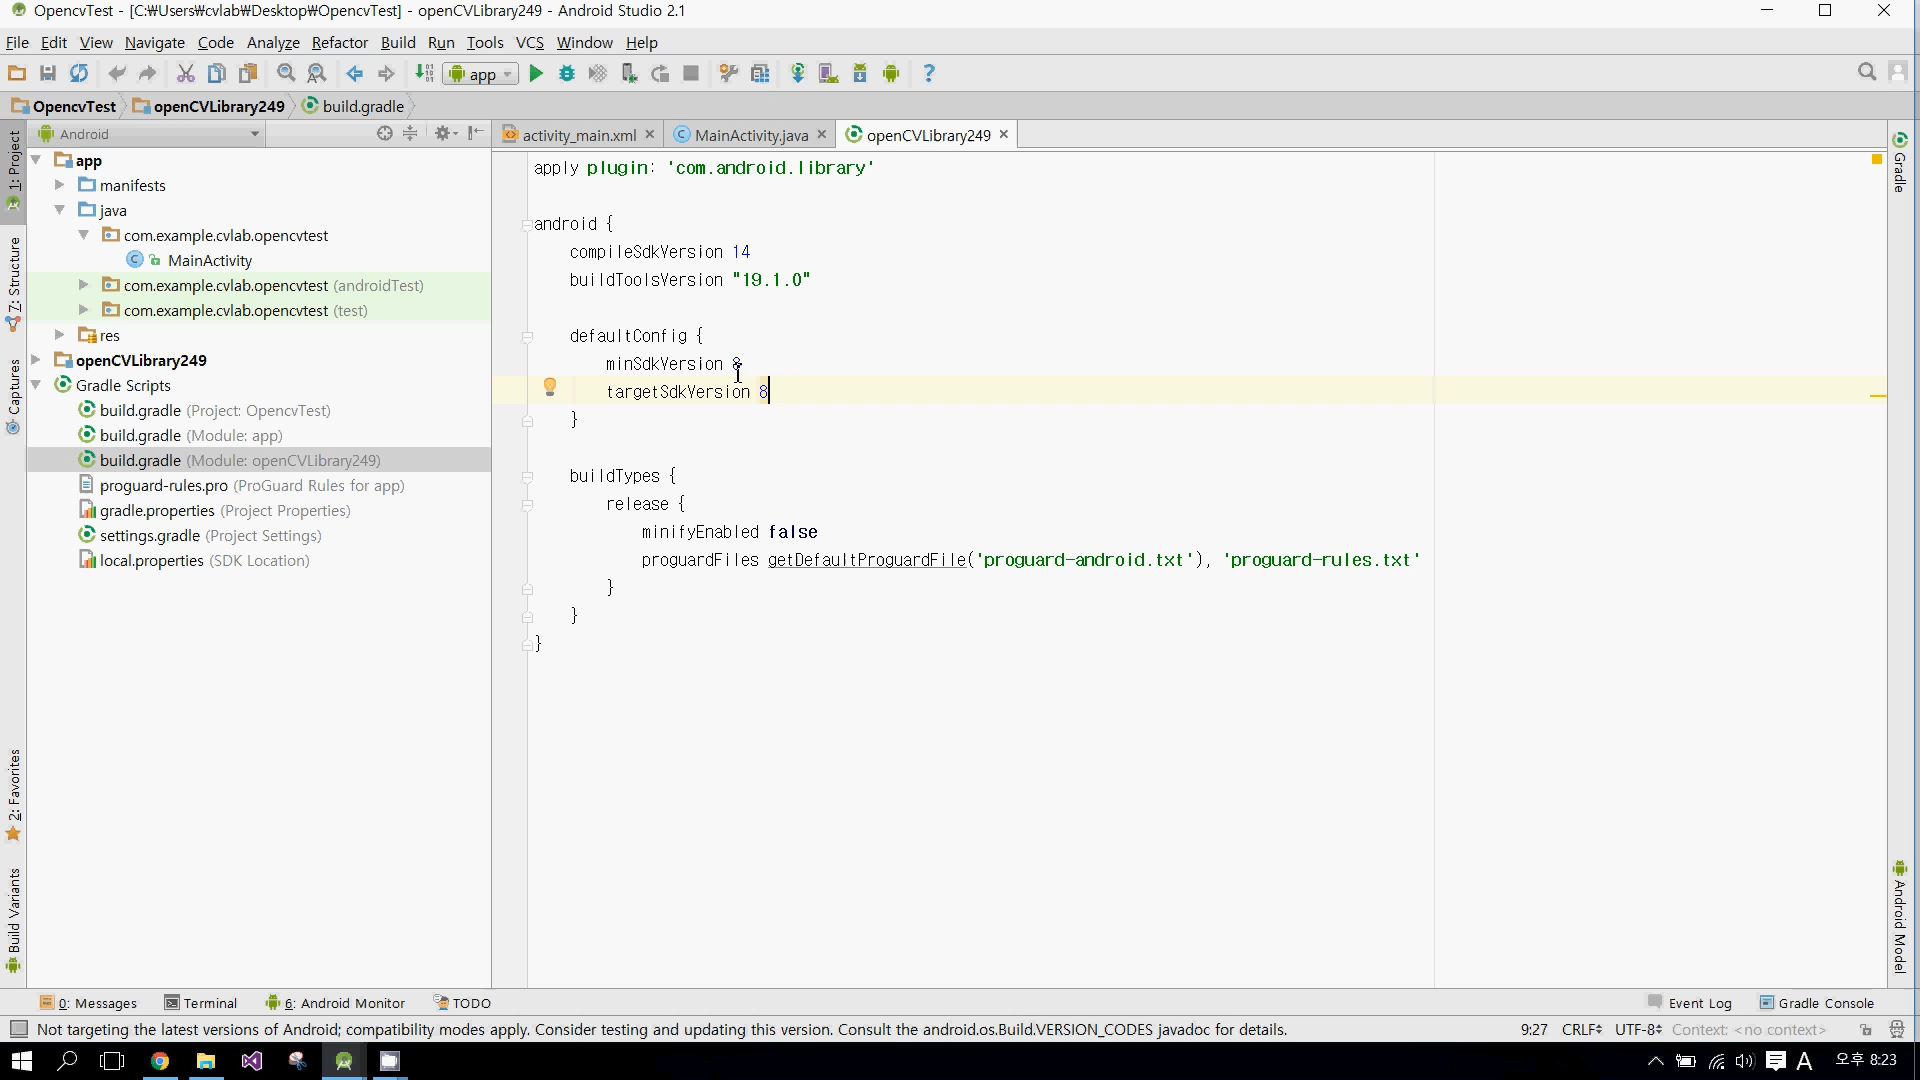 OpencvTest - [C:₩Users₩cvlab₩Desktop₩OpencvTest] - openCVLibrary249 - Android Studio 2.1
File Edit View Navigate Code Analyze Refactor Build Run Tools VCS Window Help
app
OpencvTest openCVLibrary249 build.gradle
Android
activity_main.xml MainActivity.java openCVLibrary249
1: Project
Z: Structure
Captures
2: Favorites
Build Variants
app
manifests
java
com.example.cvlab.opencvtest
MainActivity
com.example.cvlab.opencvtest (androidTest)
com.example.cvlab.opencvtest (test)
res
openCVLibrary249
Gradle Scripts
build.gradle (Project: OpencvTest)
build.gradle (Module: app)
build.gradle (Module: openCVLibrary249)
proguard-rules.pro (ProGuard Rules for app)
gradle.properties (Project Properties)
settings.gradle (Project Settings)
local.properties (SDK Location)
apply plugin: 'com.android.library'
android {
compileSdkVersion 14
buildToolsVersion "19.1.0"
defaultConfig {
minSdkVersion 8
targetSdkVersion 8
}
buildTypes {
release {
minifyEnabled false
proguardFiles getDefaultProguardFile('proguard-android.txt'), 'proguard-rules.txt'
}
}
}
Gradle
Android Model
0: Messages Terminal 6: Android Monitor TODO Event Log Gradle Console
Not targeting the latest versions of Android; compatibility modes apply. Consider testing and updating this version. Consult the android.os.Build.VERSION_CODES javadoc for details. 9:27 CRLF UTF-8 Context: <no context>
A 오후 8:23